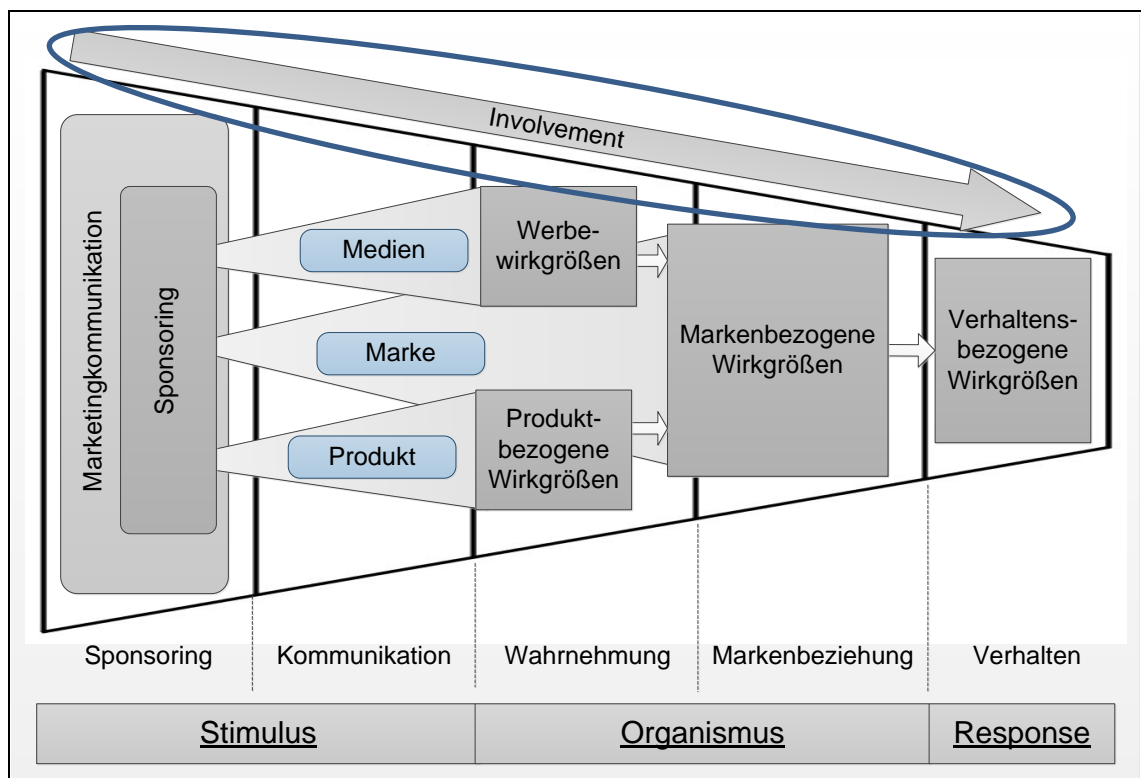 Involvement
Marketingkommunikation
Sponsoring
Medien
Marke
Produkt
Werbe-
wirkgrößen
Produkt-
bezogene
Wirkgrößen
Markenbezogene
Wirkgrößen
Verhaltens-
bezogene
Wirkgrößen
Sponsoring
Kommunikation
Wahrnehmung
Markenbeziehung
Verhalten
Stimulus
Organismus
Response